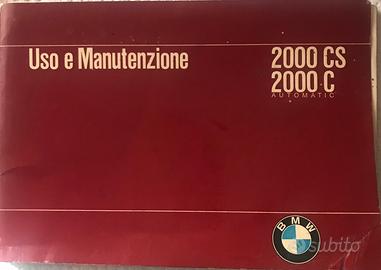 Uso e Manutenzione
2000 CS
2000 C
AUTOMATIC
BMW
subito